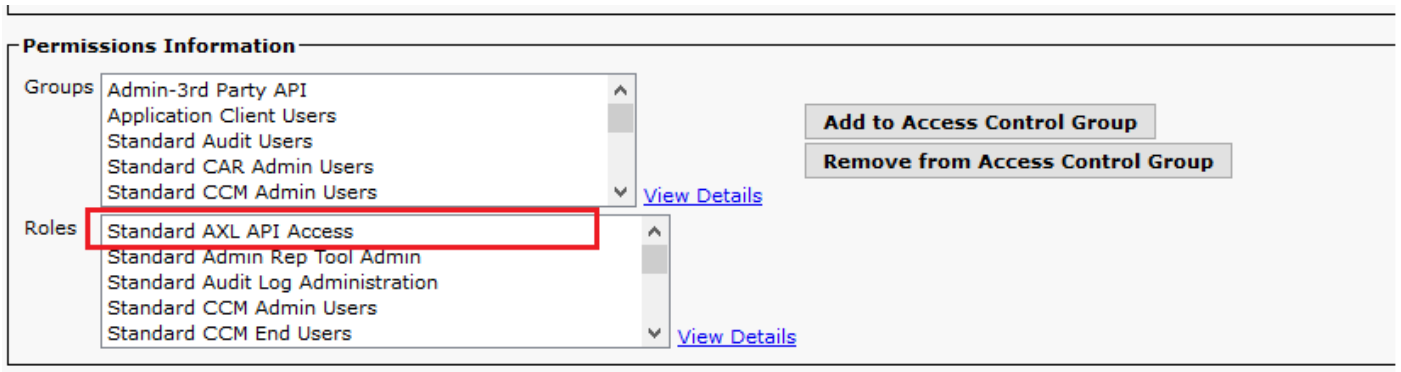 Permissions Information
Groups
Admin-3rd Party API
Application Client Users
Standard Audit Users
Standard CAR Admin Users
Standard CCM Admin Users
View Details
Add to Access Control Group
Remove from Access Control Group
Roles
Standard AXL API Access
Standard Admin Rep Tool Admin
Standard Audit Log Administration
Standard CCM Admin Users
Standard CCM End Users
View Details